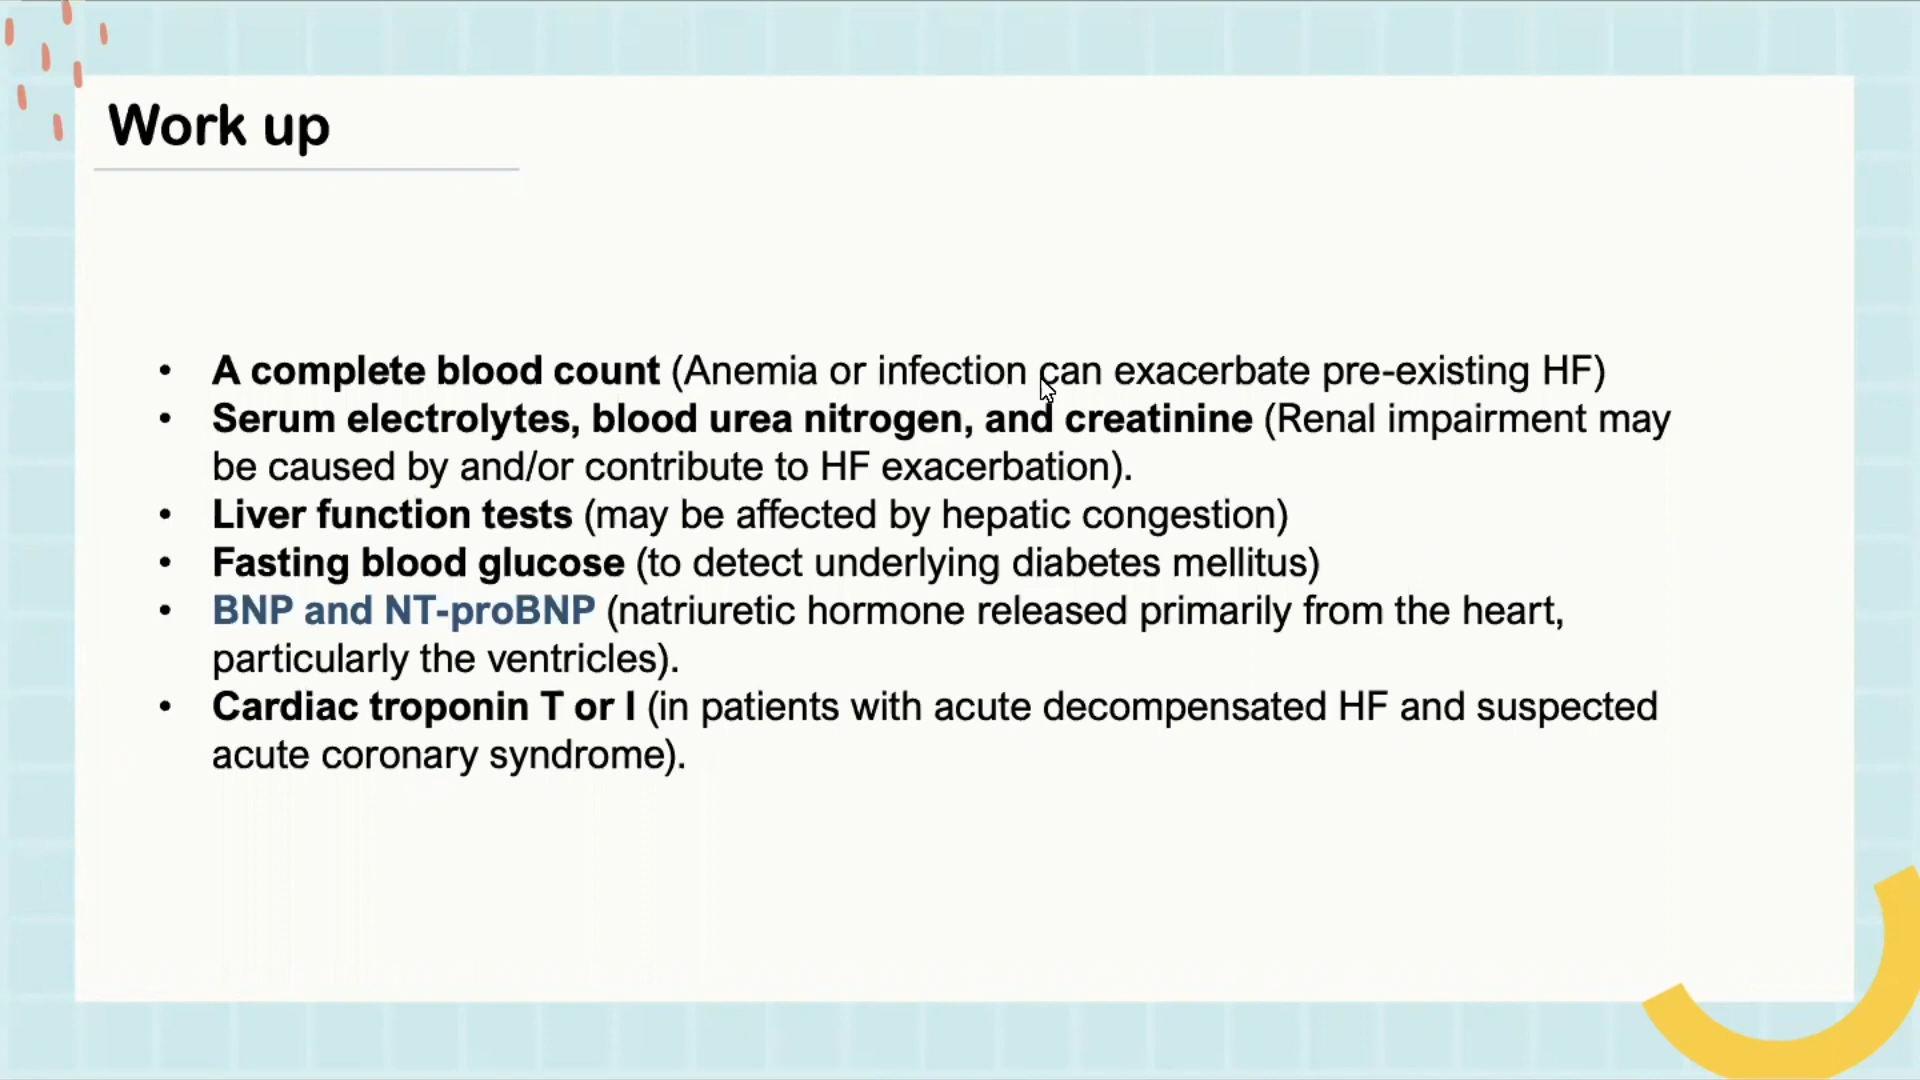 Work up
• A complete blood count (Anemia or infection can exacerbate pre-existing HF)
• Serum electrolytes, blood urea nitrogen, and creatinine (Renal impairment may
be caused by and/or contribute to HF exacerbation).
• Liver function tests (may be affected by hepatic congestion)
• Fasting blood glucose (to detect underlying diabetes mellitus)
• BNP and NT-proBNP (natriuretic hormone released primarily from the heart,
particularly the ventricles).
• Cardiac troponin T or I (in patients with acute decompensated HF and suspected
acute coronary syndrome).